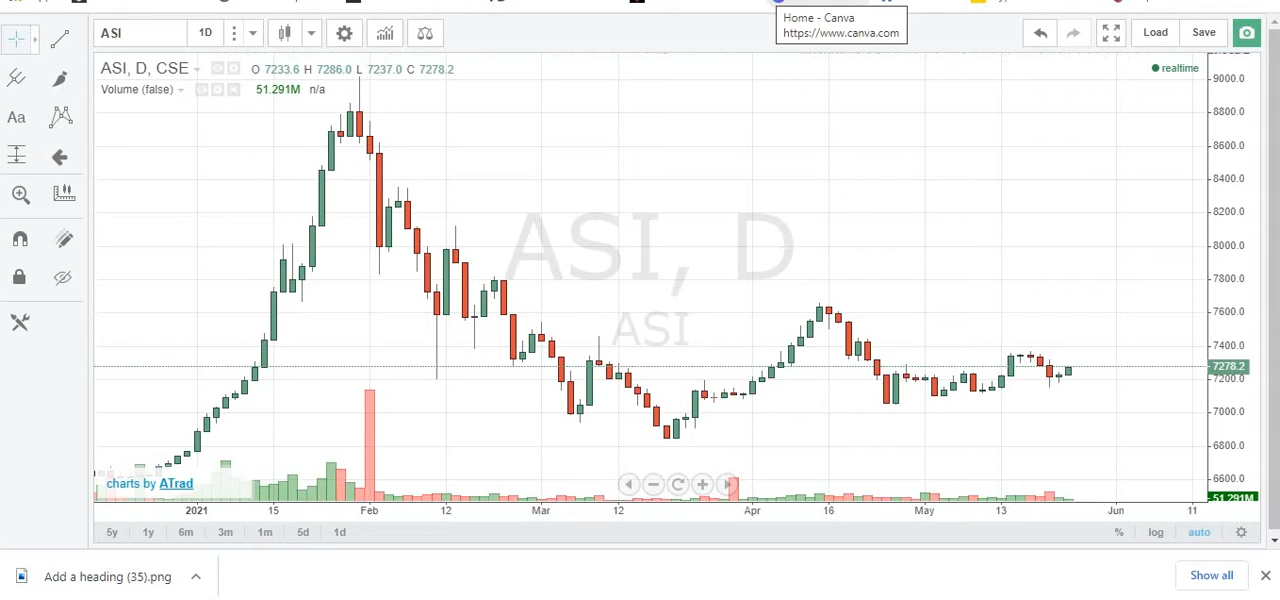 Home - Canva
https://www.canva.com
ASI 1D Load Save
ASI, D, CSE O 7233.6 H 7286.0 L 7237.0 C 7278.2 realtime
Volume (false) 51.291M n/a
9000.0
8800.0
8600.0
8400.0
8200.0
8000.0
7800.0
7600.0
7400.0
7278.2
7200.0
7000.0
6800.0
6600.0
51.291M
ASI, D
ASI
Aa
charts by ATrad
2021 15 Feb 12 Mar 12 Apr 16 May 13 Jun 11
5y 1y 6m 3m 1m 5d 1d % log auto
Add a heading (35).png Show all